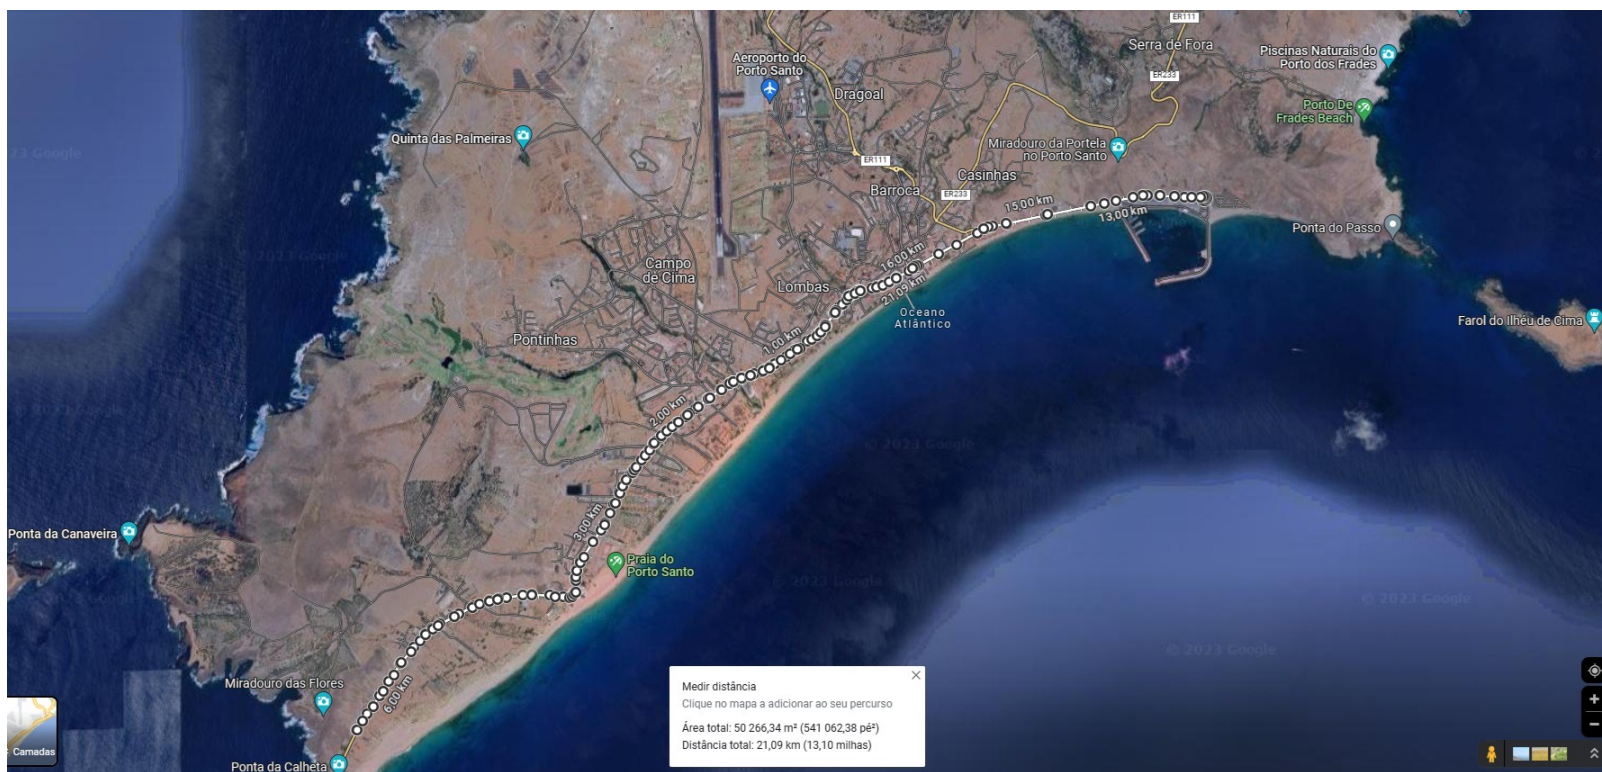 ER111
Serra de Fora
Piscinas Naturais do
Porto dos Frades
Aeroporto do
Porto Santo
ER233
Dragoal
Porto De
Frades Beach
Quinta das Palmeiras
Miradouro da Portela
no Porto Santo
ER111
Casinhas
Barroca
ER233
15,00 km
13,00 km
Ponta do Passo
16,00 km
Campo
de Cima
Lombas
21,09 km
Oceano
Atlântico
Farol do Ilhéu de Cima
Pontinhas
1,00 km
2,00 km
© 2023 Google
3,00 km
Ponta da Canaveira
Praia do
Porto Santo
© 2023 Google
© 2023 Google
© 2023 Google
Miradouro das Flores
6,00 km
Medir distância
Clique no mapa a adicionar ao seu percurso
Área total: 50 266,34 m² (541 062,38 pé²)
Distância total: 21,09 km (13,10 milhas)
Camadas
Ponta da Calheta